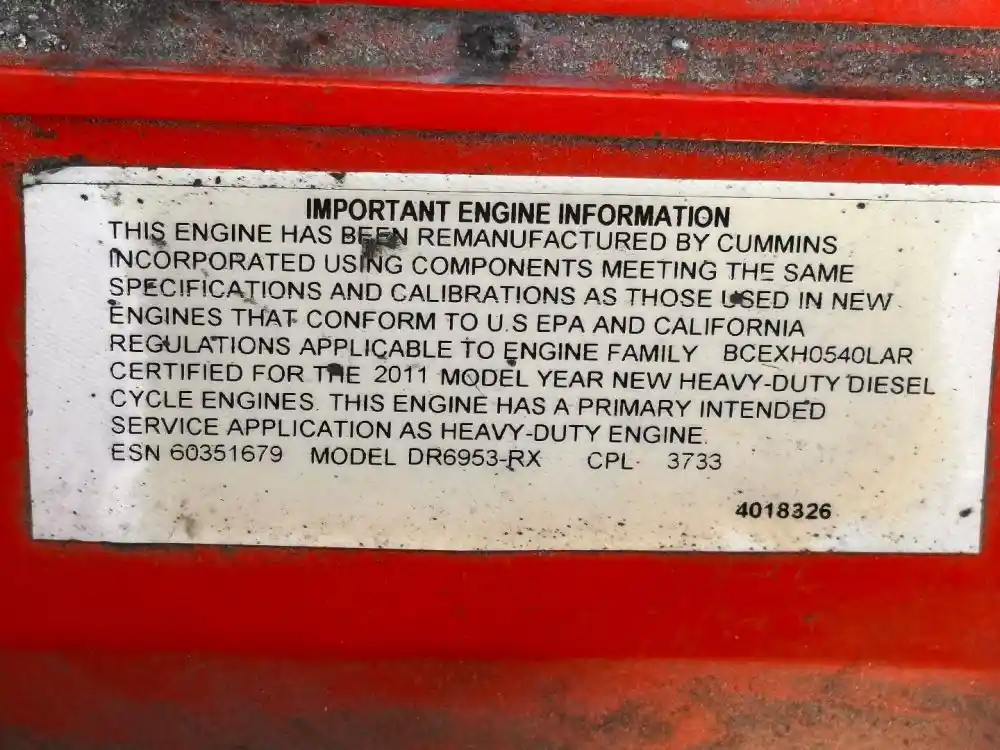 IMPORTANT ENGINE INFORMATION
THIS ENGINE HAS BEEN REMANUFACTURED BY CUMMINS
INCORPORATED USING COMPONENTS MEETING THE SAME
SPECIFICATIONS AND CALIBRATIONS AS THOSE USED IN NEW
ENGINES THAT CONFORM TO U.S EPA AND CALIFORNIA
REGULATIONS APPLICABLE TO ENGINE FAMILY BCEXH0540LAR
CERTIFIED FOR THE 2011 MODEL YEAR NEW HEAVY-DUTY DIESEL
CYCLE ENGINES. THIS ENGINE HAS A PRIMARY INTENDED
SERVICE APPLICATION AS HEAVY-DUTY ENGINE.
ESN 60351679 MODEL DR6953-RX CPL 3733
4018326